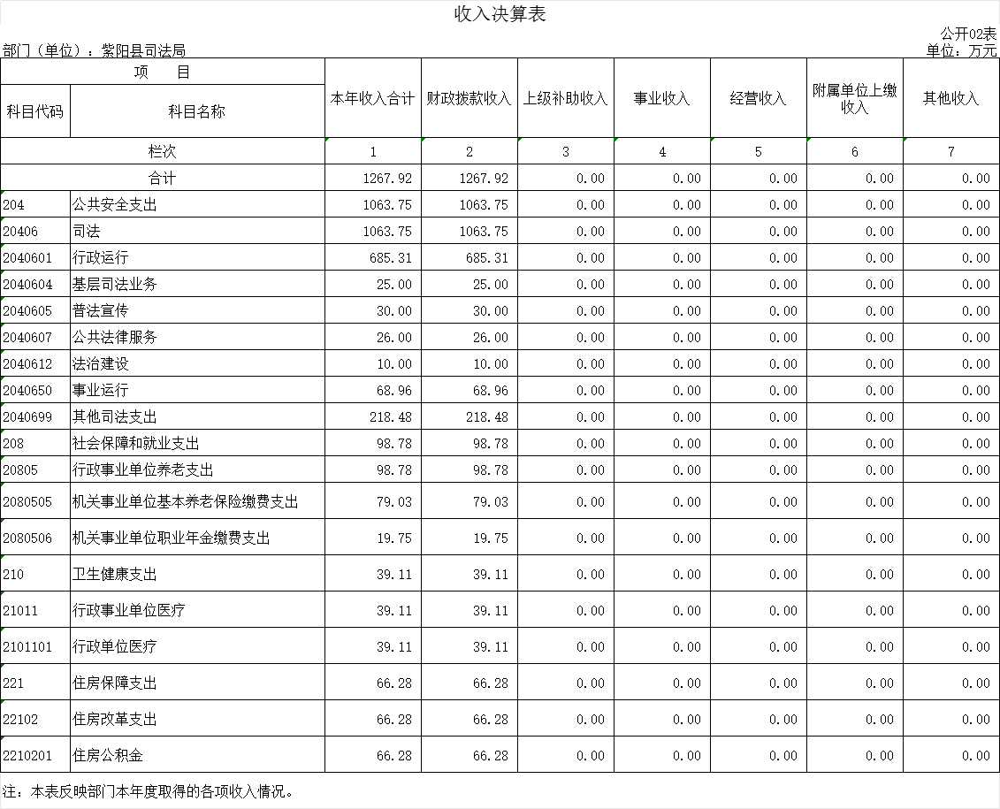 收入决算表
公开02表
部门（单位）：紫阳县司法局 单位：万元
项 目 本年收入合计 财政拨款收入 上级补助收入 事业收入 经营收入 附属单位上缴收入 其他收入
科目代码 科目名称
栏次 1 2 3 4 5 6 7
合计 1267.92 1267.92 0.00 0.00 0.00 0.00 0.00
204 公共安全支出 1063.75 1063.75 0.00 0.00 0.00 0.00 0.00
20406 司法 1063.75 1063.75 0.00 0.00 0.00 0.00 0.00
2040601 行政运行 685.31 685.31 0.00 0.00 0.00 0.00 0.00
2040604 基层司法业务 25.00 25.00 0.00 0.00 0.00 0.00 0.00
2040605 普法宣传 30.00 30.00 0.00 0.00 0.00 0.00 0.00
2040607 公共法律服务 26.00 26.00 0.00 0.00 0.00 0.00 0.00
2040612 法治建设 10.00 10.00 0.00 0.00 0.00 0.00 0.00
2040650 事业运行 68.96 68.96 0.00 0.00 0.00 0.00 0.00
2040699 其他司法支出 218.48 218.48 0.00 0.00 0.00 0.00 0.00
208 社会保障和就业支出 98.78 98.78 0.00 0.00 0.00 0.00 0.00
20805 行政事业单位养老支出 98.78 98.78 0.00 0.00 0.00 0.00 0.00
2080505 机关事业单位基本养老保险缴费支出 79.03 79.03 0.00 0.00 0.00 0.00 0.00
2080506 机关事业单位职业年金缴费支出 19.75 19.75 0.00 0.00 0.00 0.00 0.00
210 卫生健康支出 39.11 39.11 0.00 0.00 0.00 0.00 0.00
21011 行政事业单位医疗 39.11 39.11 0.00 0.00 0.00 0.00 0.00
2101101 行政单位医疗 39.11 39.11 0.00 0.00 0.00 0.00 0.00
221 住房保障支出 66.28 66.28 0.00 0.00 0.00 0.00 0.00
22102 住房改革支出 66.28 66.28 0.00 0.00 0.00 0.00 0.00
2210201 住房公积金 66.28 66.28 0.00 0.00 0.00 0.00 0.00
注：本表反映部门本年度取得的各项收入情况。